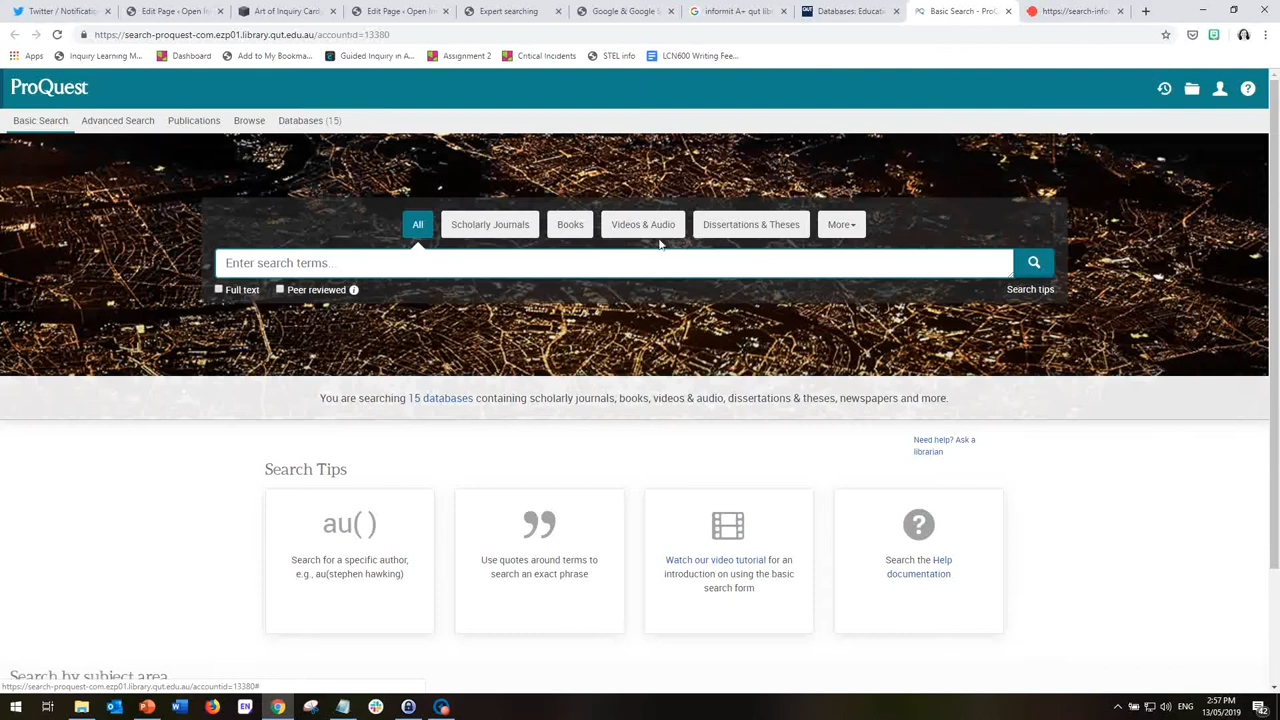 Twitter / Notificatio
Edit Page ‹ Open In
Art of Inquiry Card
Edit Page ‹ Open In
Expert searching
Google & Google S
informit A+ qut libr
Databases: Educati
Basic Search - ProQ
https://search-info
https://search-proquest-com.ezp01.library.qut.edu.au/accountid=13380
Apps
Inquiry Learning M...
Dashboard
Add to My Bookma...
Guided Inquiry in A...
Assignment 2
Critical Incidents
STEL info
LCN600 Writing Fee...
ProQuest
Basic Search
Advanced Search
Publications
Browse
Databases (15)
All
Scholarly Journals
Books
Videos & Audio
Dissertations & Theses
More
Enter search terms...
Full text
Peer reviewed
Search tips
You are searching 15 databases containing scholarly journals, books, videos & audio, dissertations & theses, newspapers and more.
Need help? Ask a
librarian
Search Tips
au( )
Search for a specific author,
e.g., au(stephen hawking)
Use quotes around terms to
search an exact phrase
Watch our video tutorial for an
introduction on using the basic
search form
Search the Help
documentation
Search by subject area
https://search-proquest-com.ezp01.library.qut.edu.au/accountid=13380#
ENG
2:57 PM
13/05/2019
42